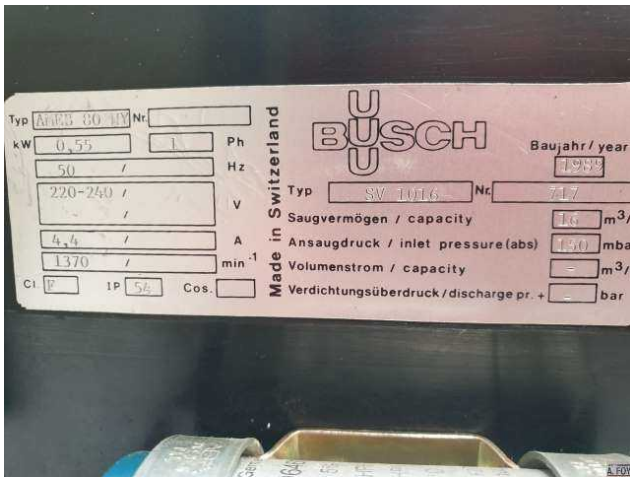 Typ AMES 80 NY Nr.
kW 0,55 1 Ph
50 / Hz
220-240 /
/ V
4,4 / A
1370 / min-1
Cl. F IP 54 Cos.
Made in Switzerland
BUSCH
U
U
Baujahr/year
1989
Typ SV 1016 Nr. 717
Saugvermögen / capacity 16 m³/
Ansaugdruck / inlet pressure(abs) 150 mba
Volumenstrom / capacity - m³/
Verdichtungsüberdruck/discharge pr. + - bar
A. FOY